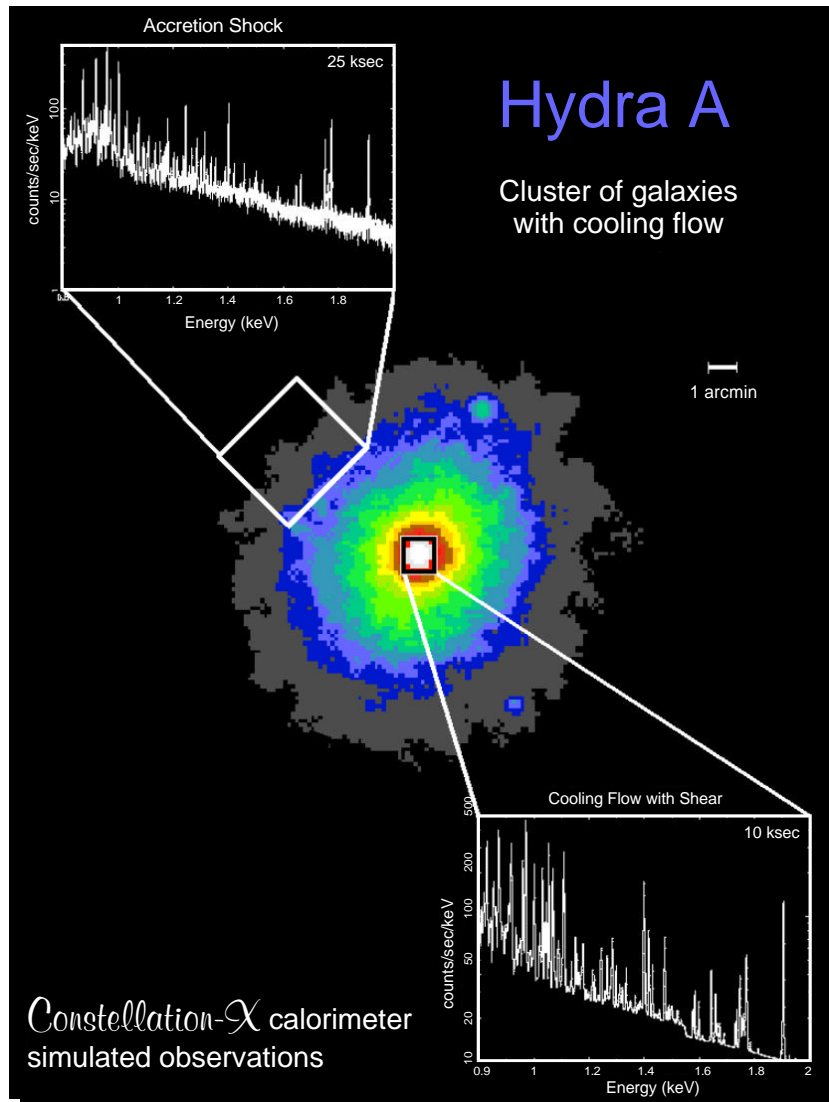 Accretion Shock
25 ksec
100
10
1
counts/sec/keV
0.8 1 1.2 1.4 1.6 1.8
Energy (keV)
Hydra A
Cluster of galaxies
with cooling flow
1 arcmin
Cooling Flow with Shear
10 ksec
500
200
100
50
20
10
counts/sec/keV
0.9 1 1.2 1.4 1.6 1.8 2
Energy (keV)
Constellation-X calorimeter
simulated observations